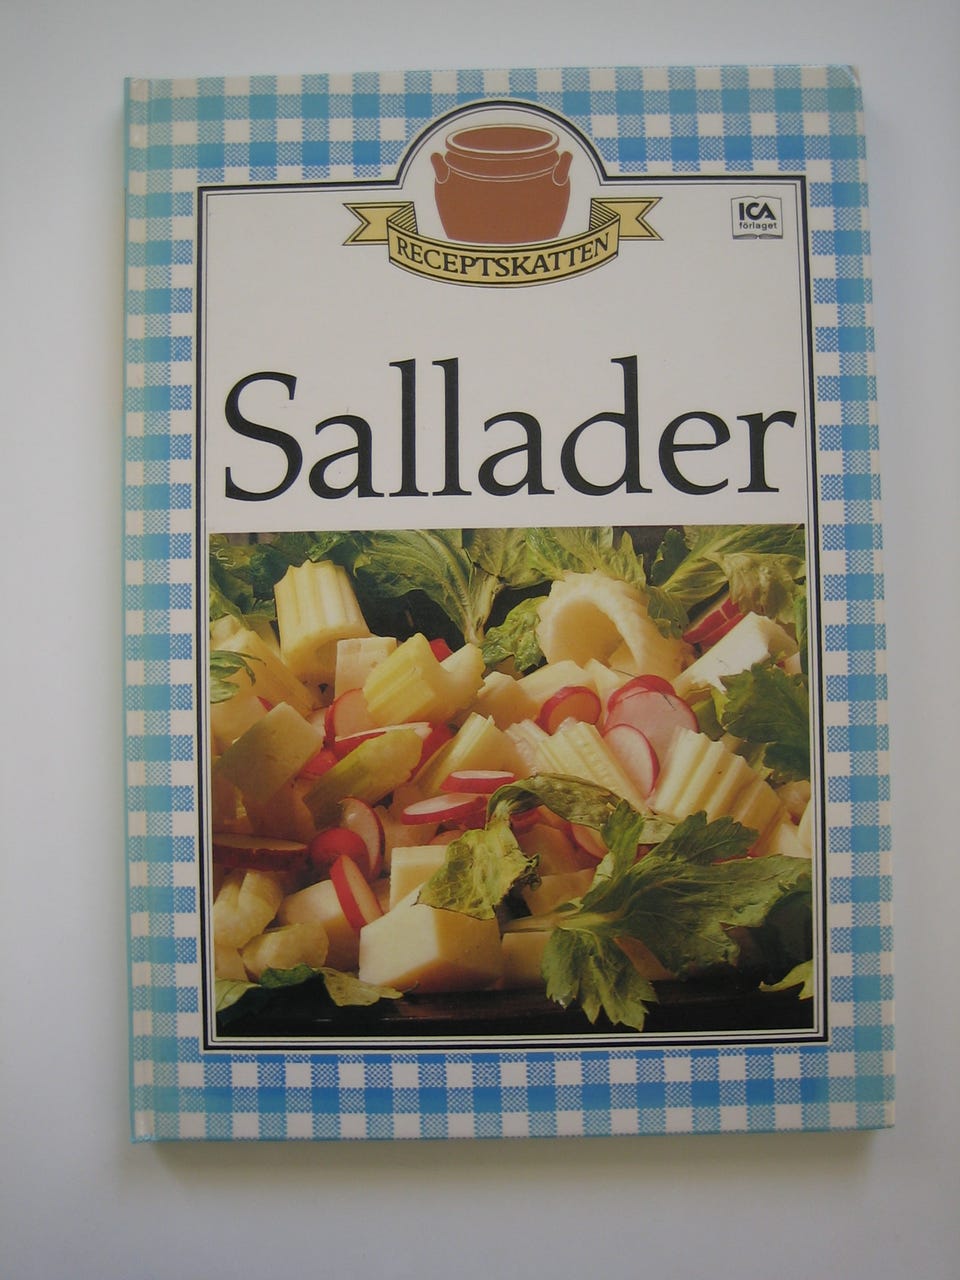 RECEPTSKATTEN
ICA
förlaget
Sallader